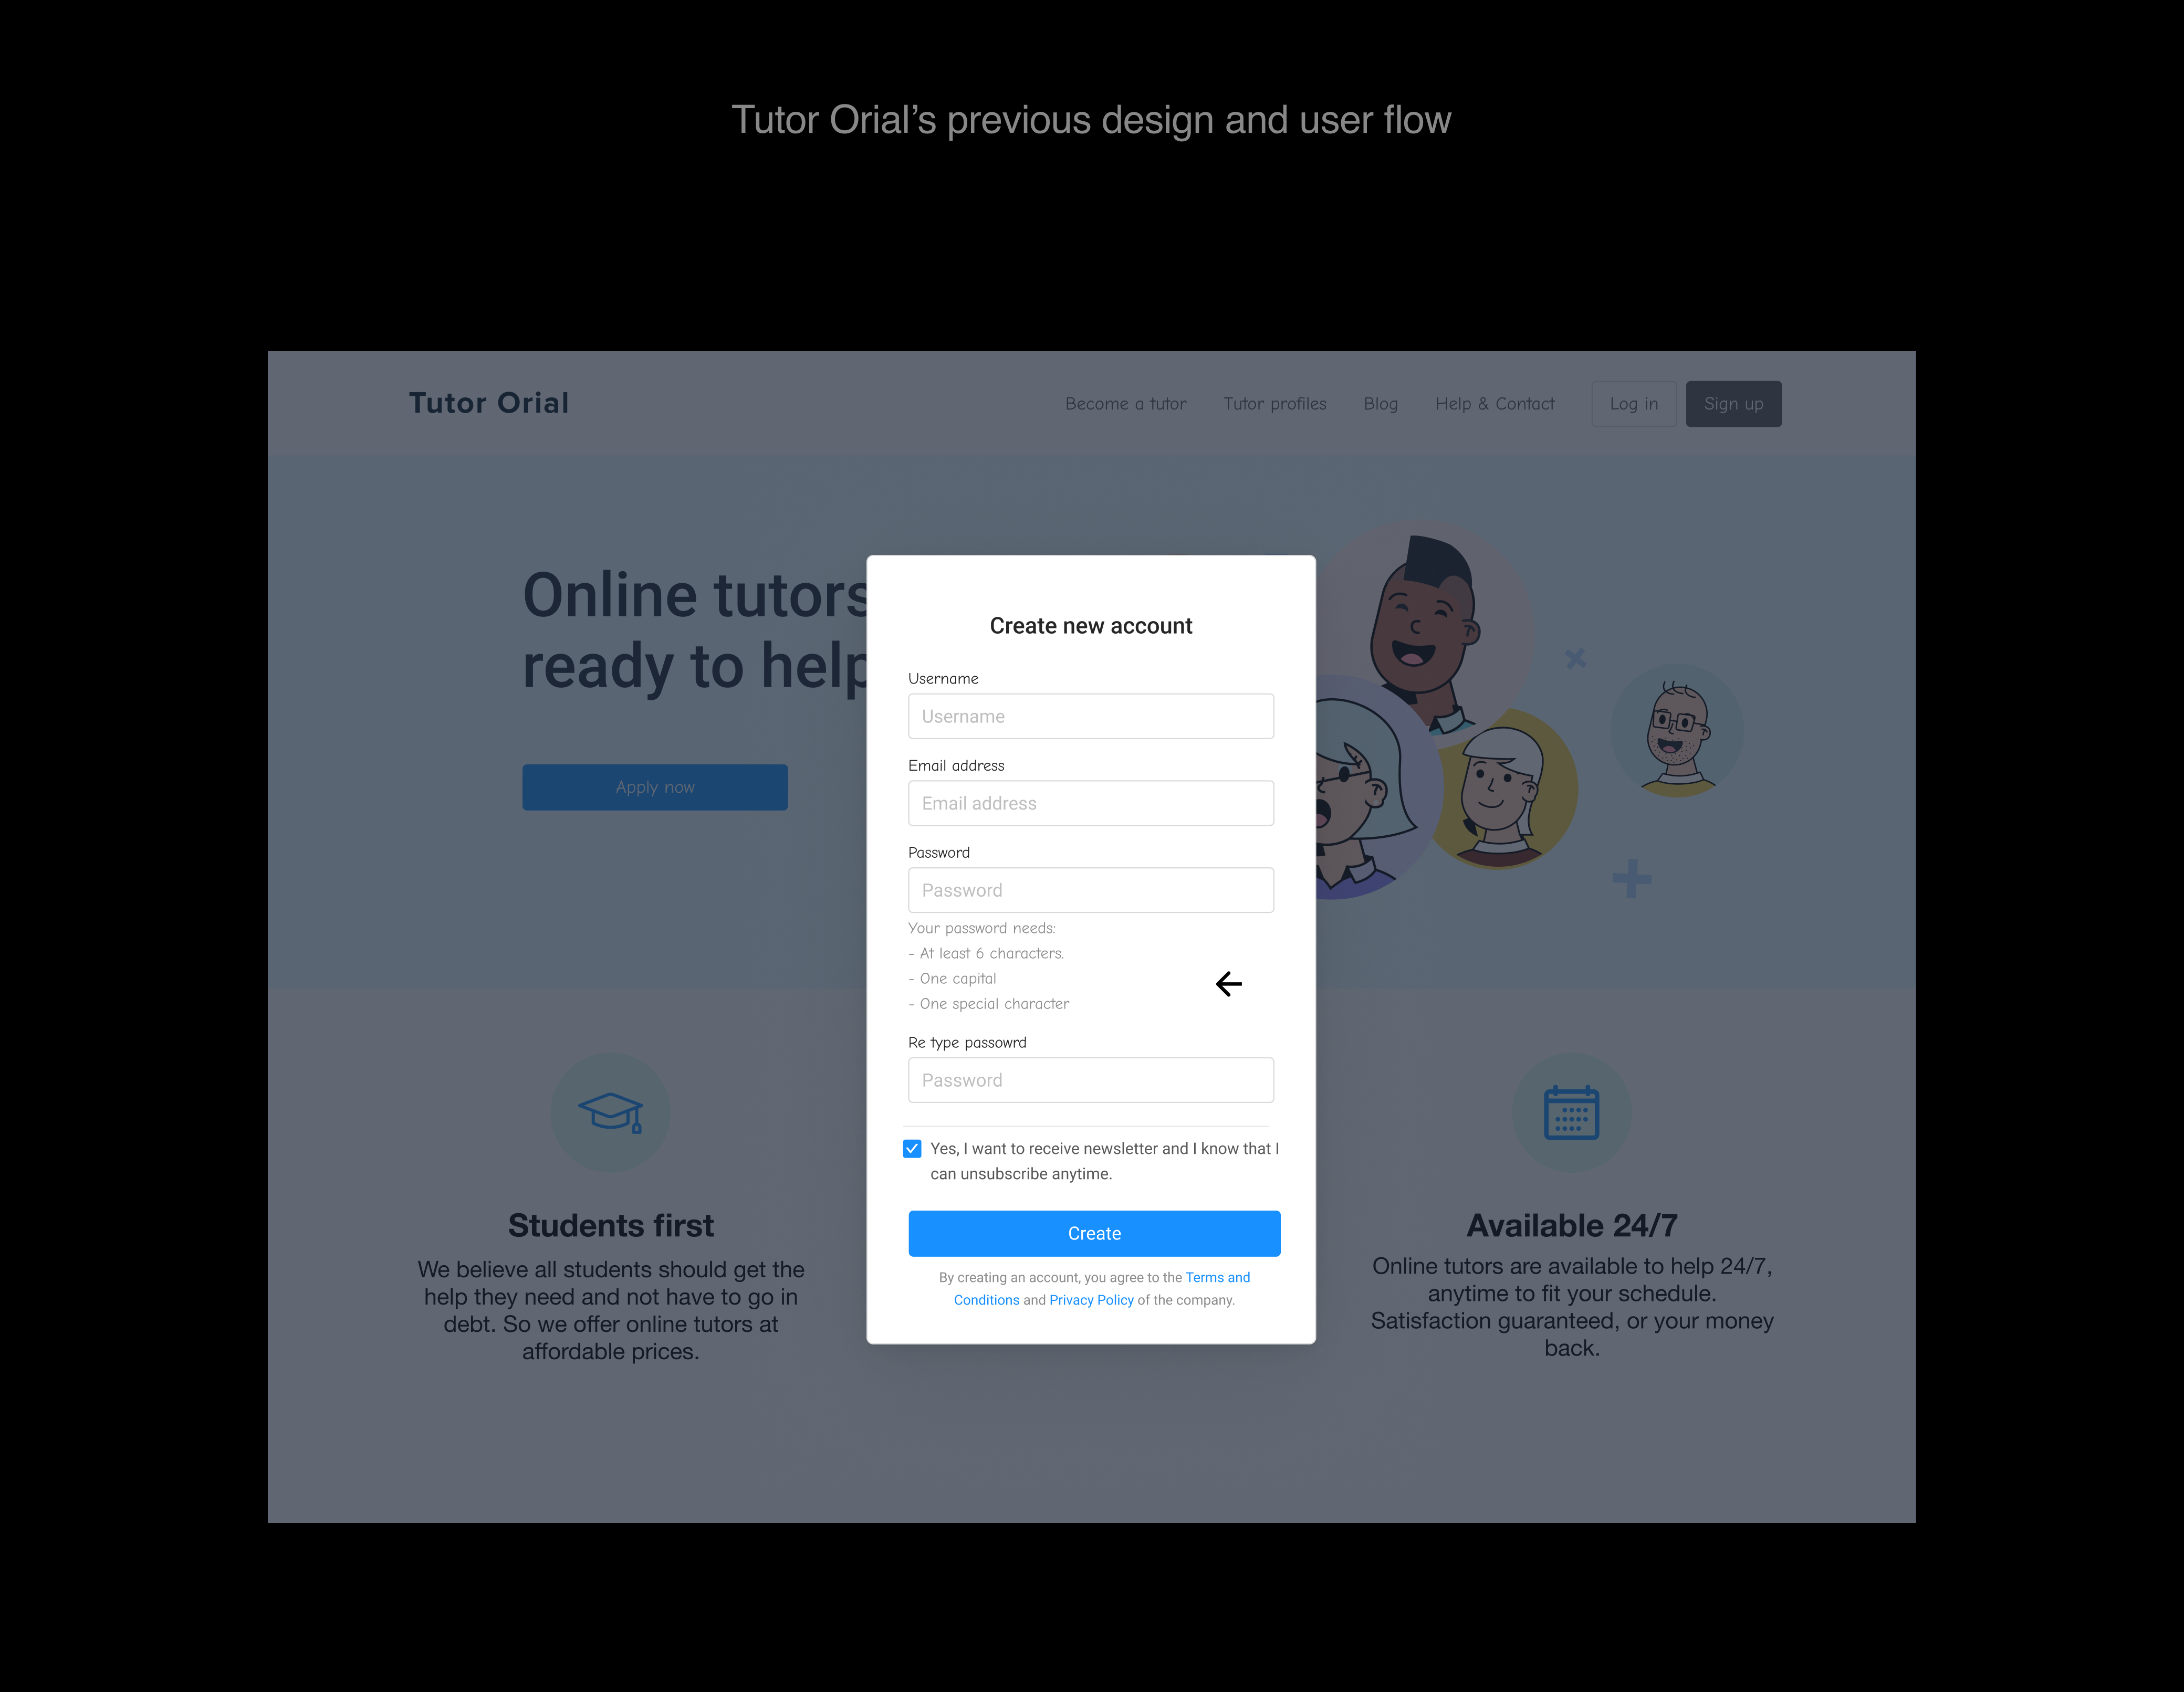 Tutor Orial’s previous design and user flow
Tutor Orial
Become a tutor
Tutor profiles
Blog
Help & Contact
Log in
Sign up
Online tutors
ready to help
Apply now
Create new account
Username
Username
Email address
Email address
Password
Password
Your password needs:
- At least 6 characters.
- One capital
- One special character
Re type passowrd
Password
Yes, I want to receive newsletter and I know that I
can unsubscribe anytime.
Create
By creating an account, you agree to the Terms and
Conditions and Privacy Policy of the company.
Students first
We believe all students should get the
help they need and not have to go in
debt. So we offer online tutors at
affordable prices.
Available 24/7
Online tutors are available to help 24/7,
anytime to fit your schedule.
Satisfaction guaranteed, or your money
back.